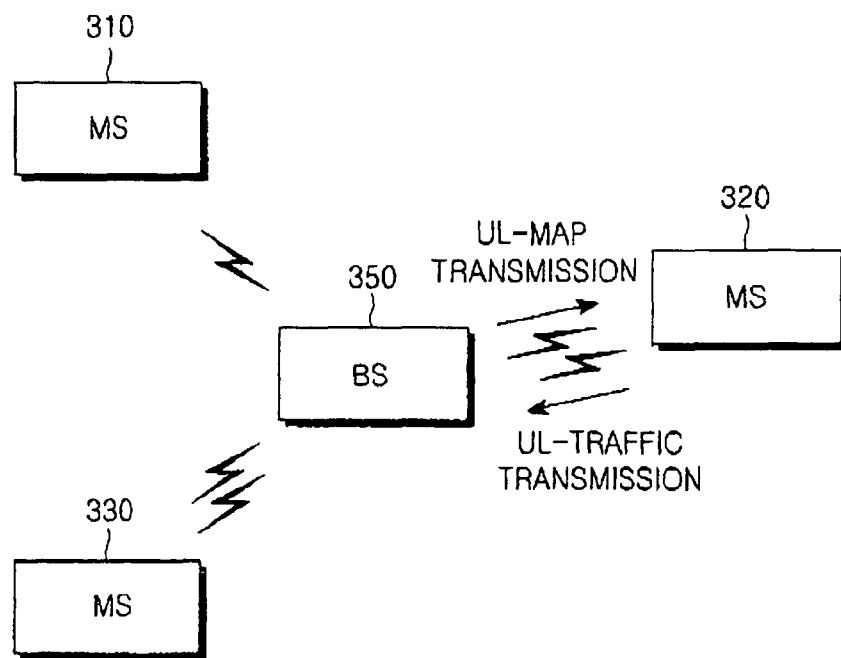 310
MS
320
UL-MAP
TRANSMISSION
MS
350
BS
UL-TRAFFIC
TRANSMISSION
330
MS